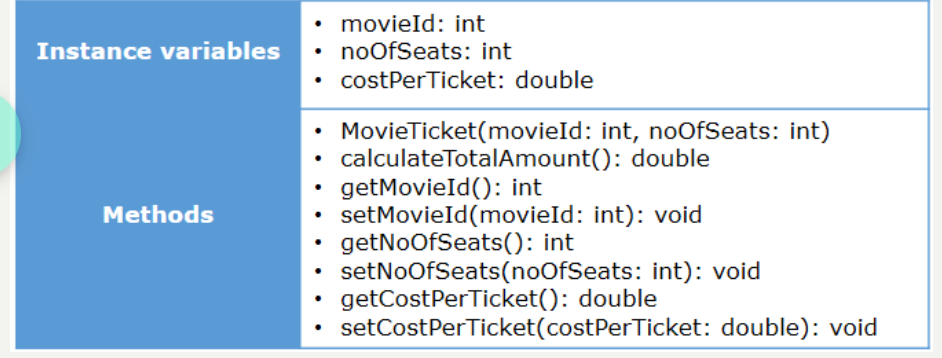 Instance variables
• movieId: int
• noOfSeats: int
• costPerTicket: double
Methods
• MovieTicket(movieId: int, noOfSeats: int)
• calculateTotalAmount(): double
• getMovieId(): int
• setMovieId(movieId: int): void
• getNoOfSeats(): int
• setNoOfSeats(noOfSeats: int): void
• getCostPerTicket(): double
• setCostPerTicket(costPerTicket: double): void